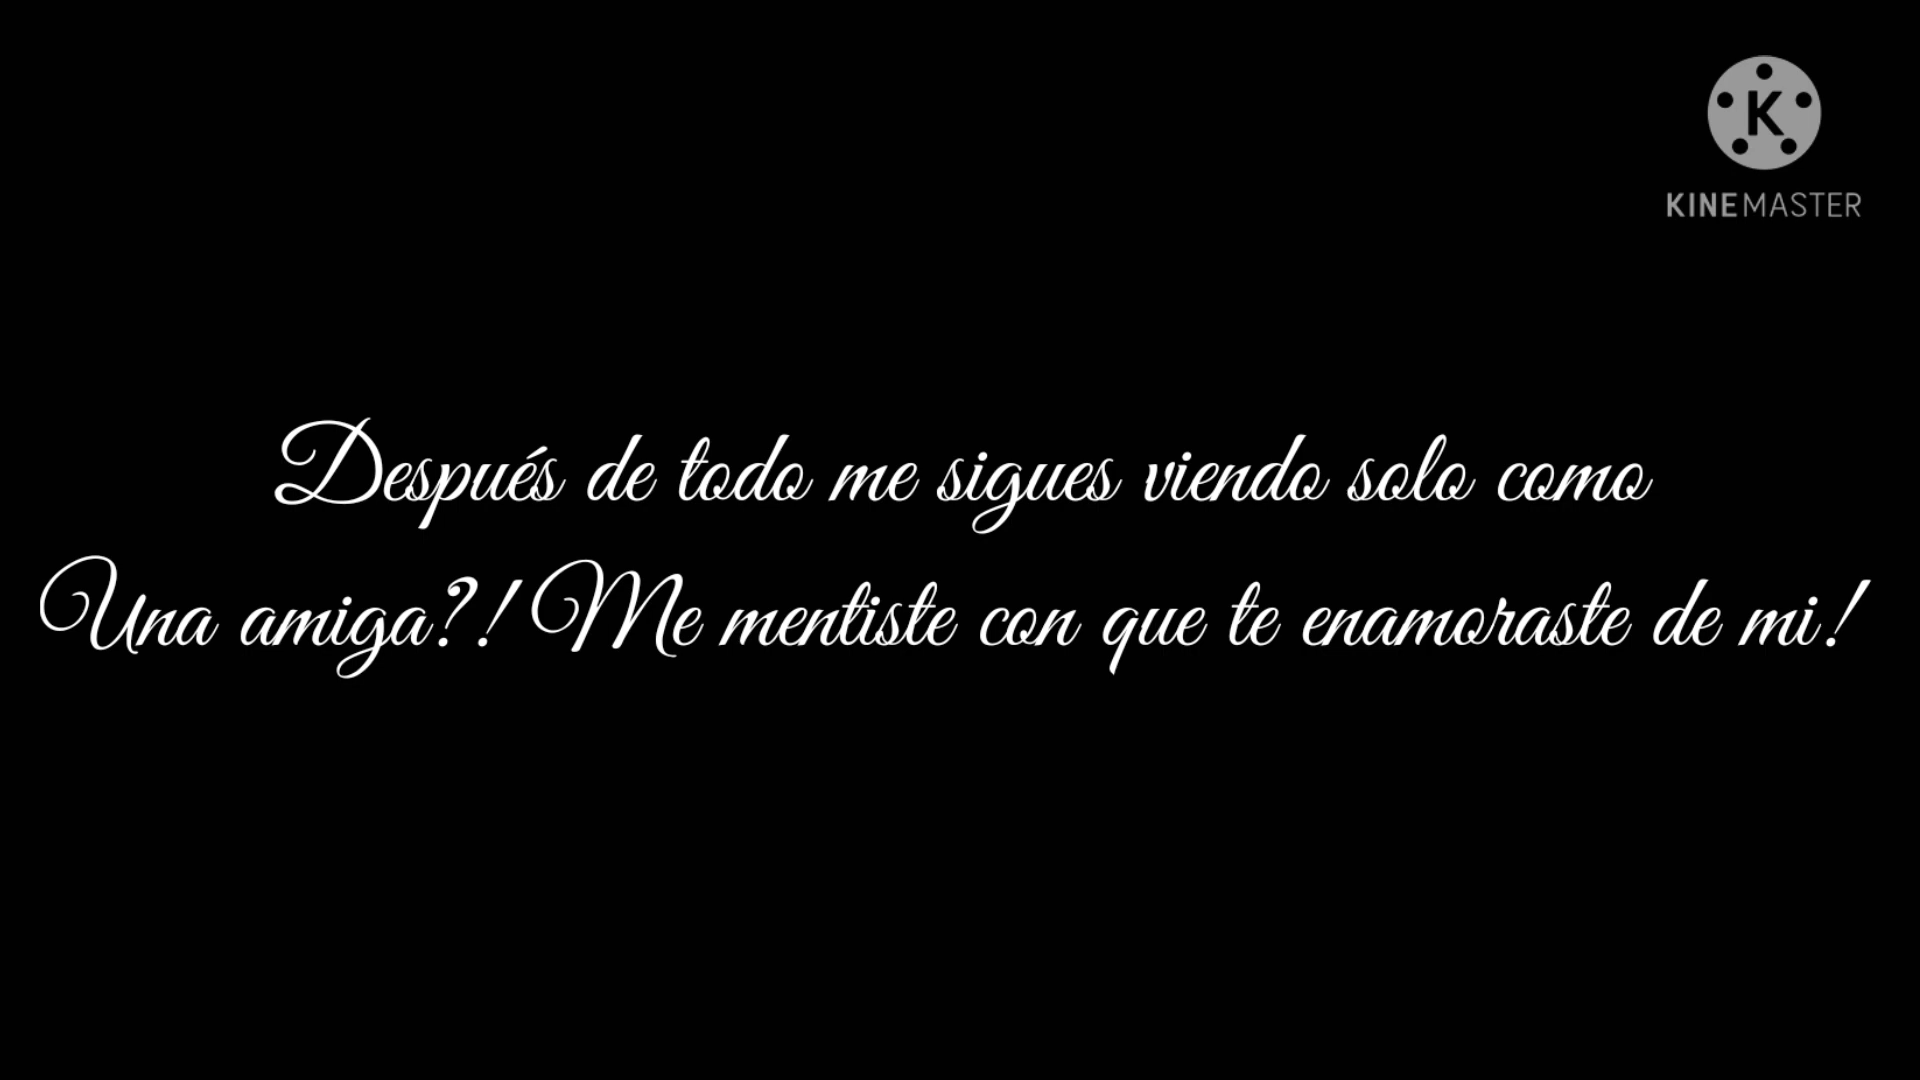 K
KINEMASTER
Después de todo me sigues viendo solo como
Una amiga?! Me mentiste con que te enamoraste de mi!